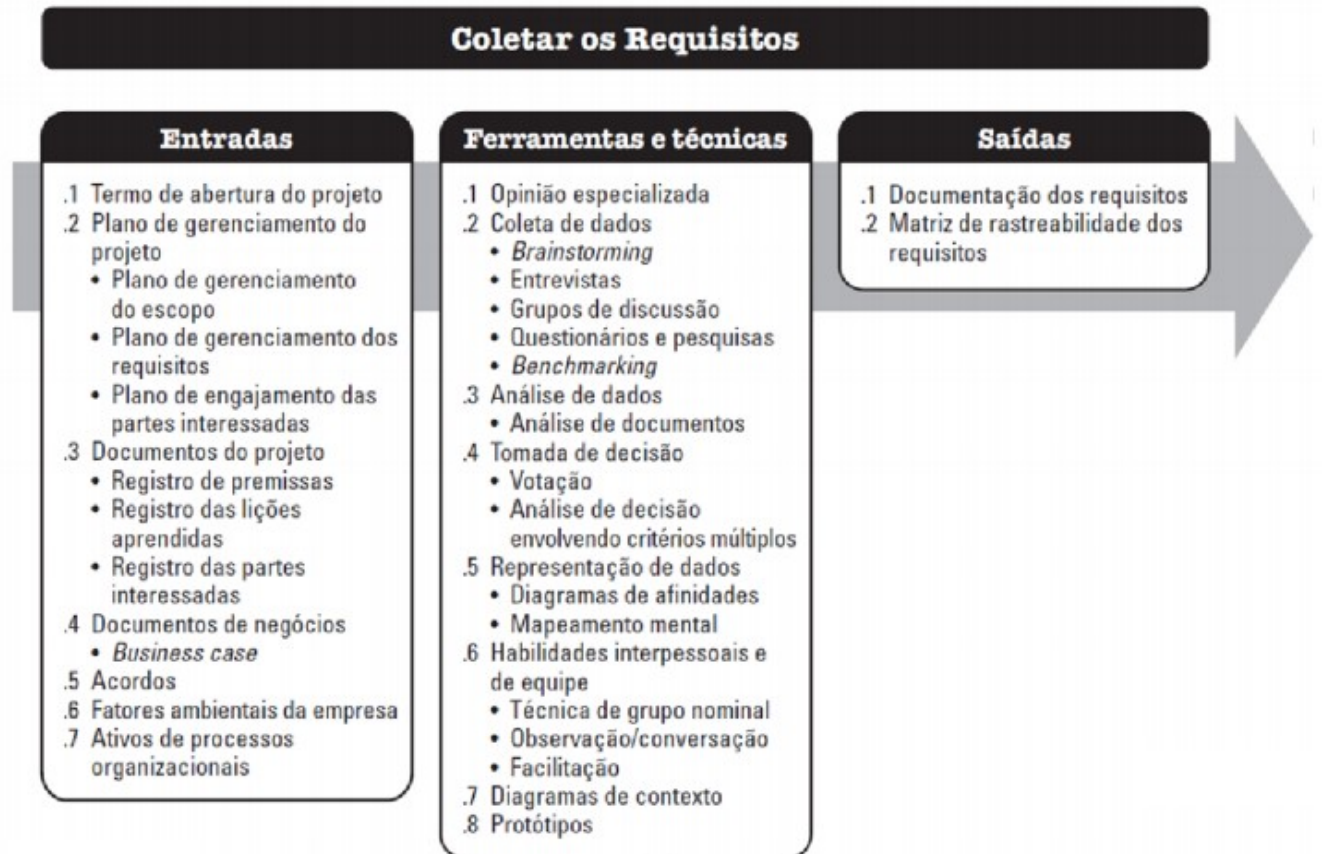 Coletar os Requisitos
Entradas
.1 Termo de abertura do projeto
.2 Plano de gerenciamento do
projeto
• Plano de gerenciamento
do escopo
• Plano de gerenciamento dos
requisitos
• Plano de engajamento das
partes interessadas
.3 Documentos do projeto
• Registro de premissas
• Registro das lições
aprendidas
• Registro das partes
interessadas
.4 Documentos de negócios
• Business case
.5 Acordos
.6 Fatores ambientais da empresa
.7 Ativos de processos
organizacionais
Ferramentas e técnicas
.1 Opinião especializada
.2 Coleta de dados
• Brainstorming
• Entrevistas
• Grupos de discussão
• Questionários e pesquisas
• Benchmarking
.3 Análise de dados
• Análise de documentos
.4 Tomada de decisão
• Votação
• Análise de decisão
envolvendo critérios múltiplos
.5 Representação de dados
• Diagramas de afinidades
• Mapeamento mental
.6 Habilidades interpessoais e
de equipe
• Técnica de grupo nominal
• Observação/conversação
• Facilitação
.7 Diagramas de contexto
.8 Protótipos
Saídas
.1 Documentação dos requisitos
.2 Matriz de rastreabilidade dos
requisitos